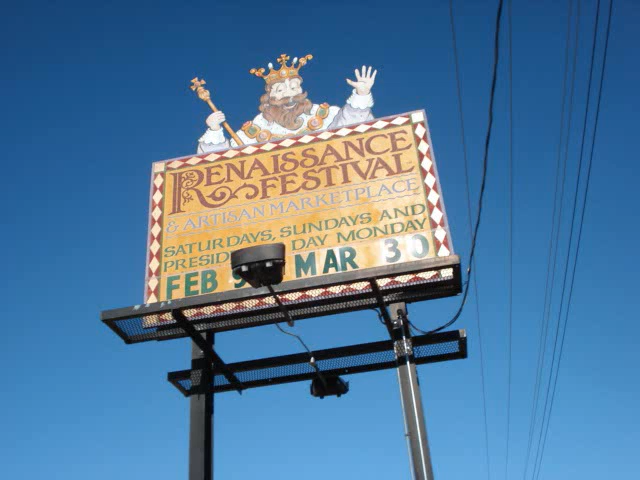 RENAISSANCE
FESTIVAL
& ARTISAN MARKETPLACE
SATURDAYS, SUNDAYS AND
DAY MONDAY
FEB MAR 30